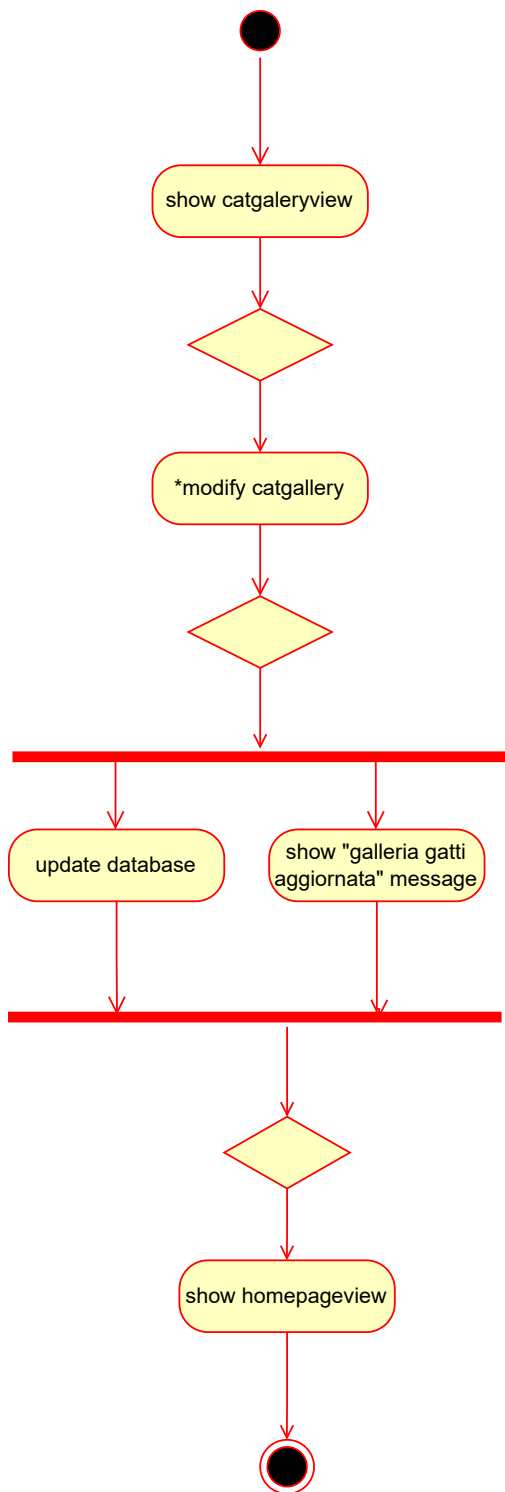 show catgaleryview
*modify catgallery
update database
show "galleria gatti
aggiornata" message
show homepageview